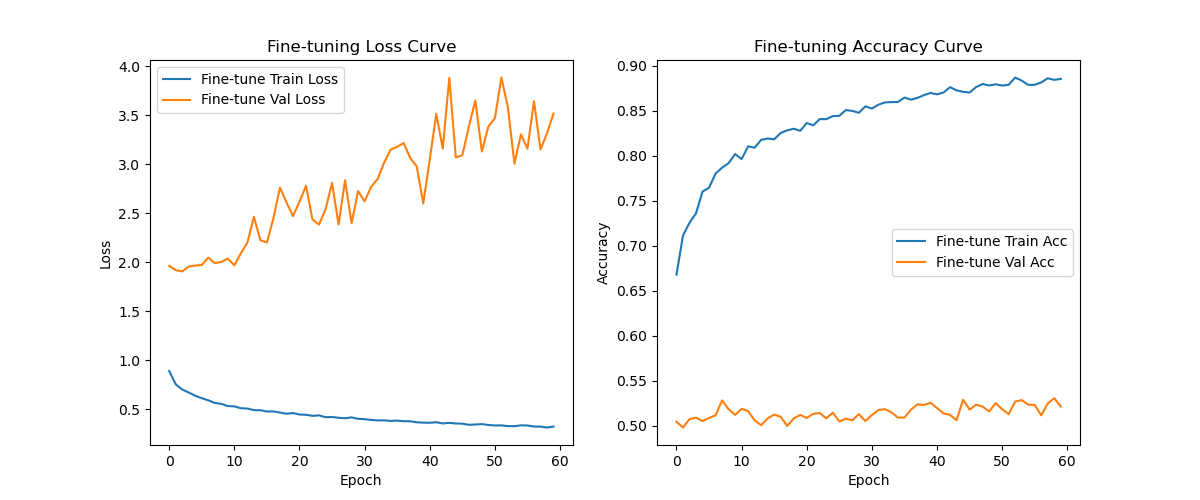 Fine-tuning Loss Curve
Fine-tune Train Loss
Fine-tune Val Loss
4.0
3.5
3.0
2.5
2.0
1.5
1.0
0.5
Loss
0 10 20 30 40 50 60
Epoch
Fine-tuning Accuracy Curve
0.90
0.85
0.80
0.75
0.70
0.65
0.60
0.55
0.50
Accuracy
Fine-tune Train Acc
Fine-tune Val Acc
0 10 20 30 40 50 60
Epoch